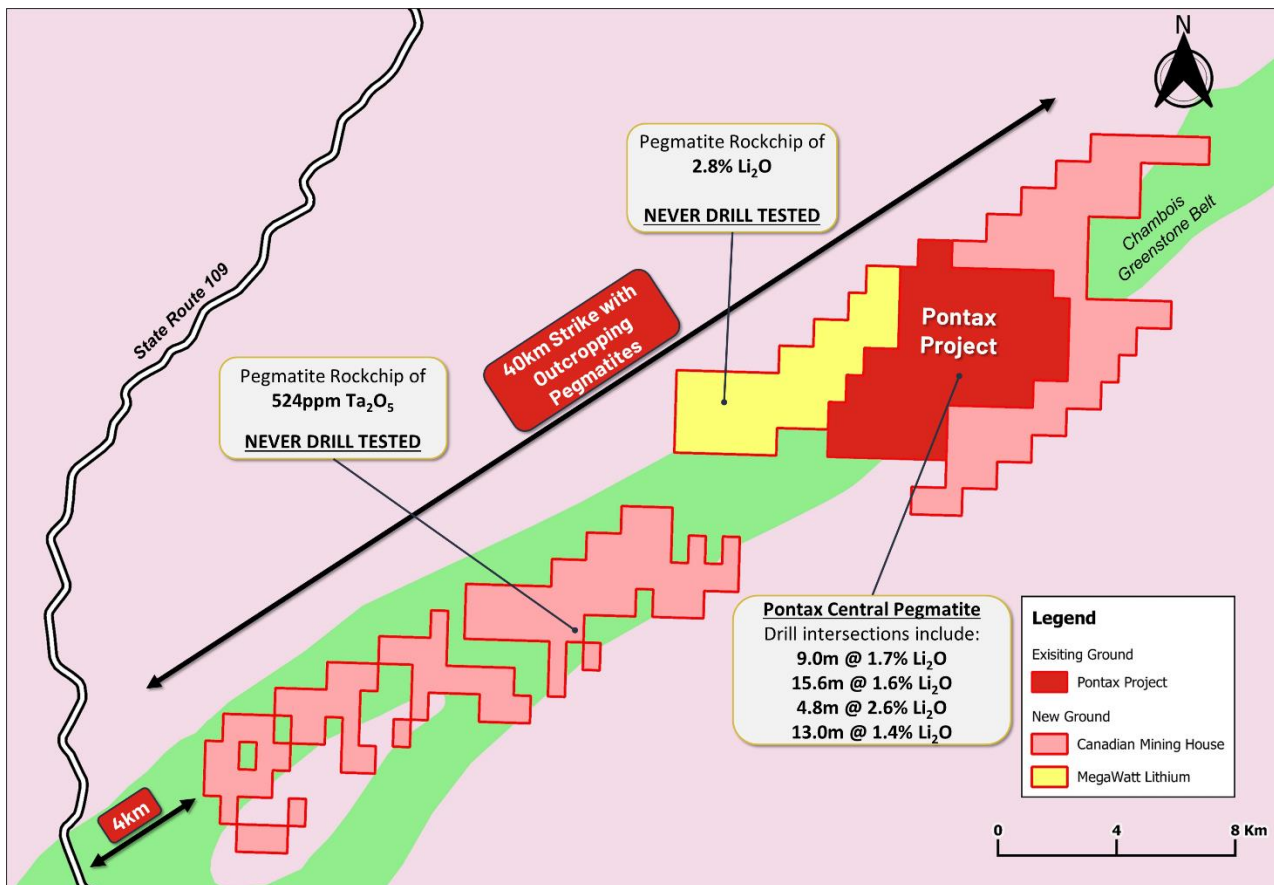 N
Pegmatite Rockchip of
2.8% Li₂O
NEVER DRILL TESTED
Chambois
Greenstone Belt
State Route 109
40km Strike with
Outcropping
Pegmatites
Pontax
Project
Pegmatite Rockchip of
524ppm Ta₂O₅
NEVER DRILL TESTED
Pontax Central Pegmatite
Drill intersections include:
9.0m @ 1.7% Li₂O
15.6m @ 1.6% Li₂O
4.8m @ 2.6% Li₂O
13.0m @ 1.4% Li₂O
Legend
Exisiting Ground
Pontax Project
New Ground
Canadian Mining House
MegaWatt Lithium
4km
0 4 8 Km